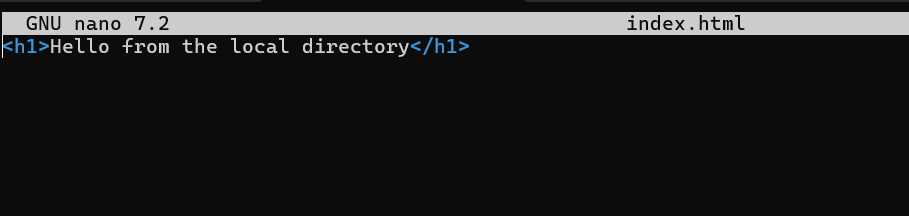 GNU nano 7.2 index.html
<h1>Hello from the local directory</h1>